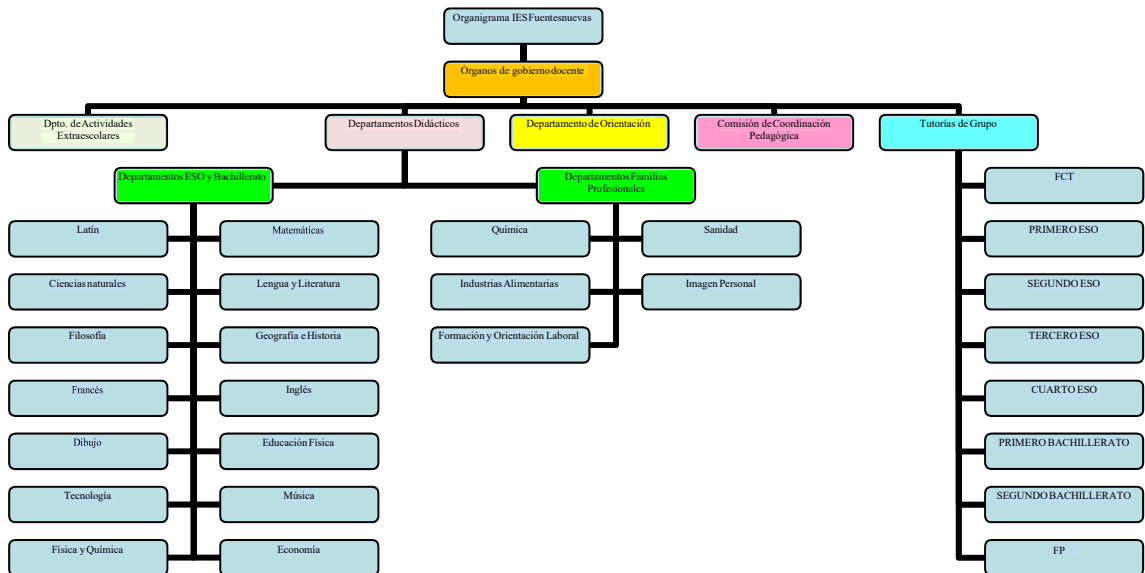 Organigrama IES Fuentesnuevas
Órganos de gobierno docente
Dpto. de Actividades
Extraescolares
Departamentos Didácticos
Departamento de Orientación
Comisión de Coordinación
Pedagógica
Tutorías de Grupo
Departamentos ESO y Bachillerato
Departamentos Familias
Profesionales
FCT
Latín
Matemáticas
Química
Sanidad
PRIMERO ESO
Ciencias naturales
Lengua y Literatura
Industrias Alimentarias
Imagen Personal
SEGUNDO ESO
Filosofía
Geografía e Historia
Formación y Orientación Laboral
TERCERO ESO
Francés
Inglés
CUARTO ESO
Dibujo
Educación Física
PRIMERO BACHILLERATO
Tecnología
Música
SEGUNDO BACHILLERATO
Física y Química
Economía
FP